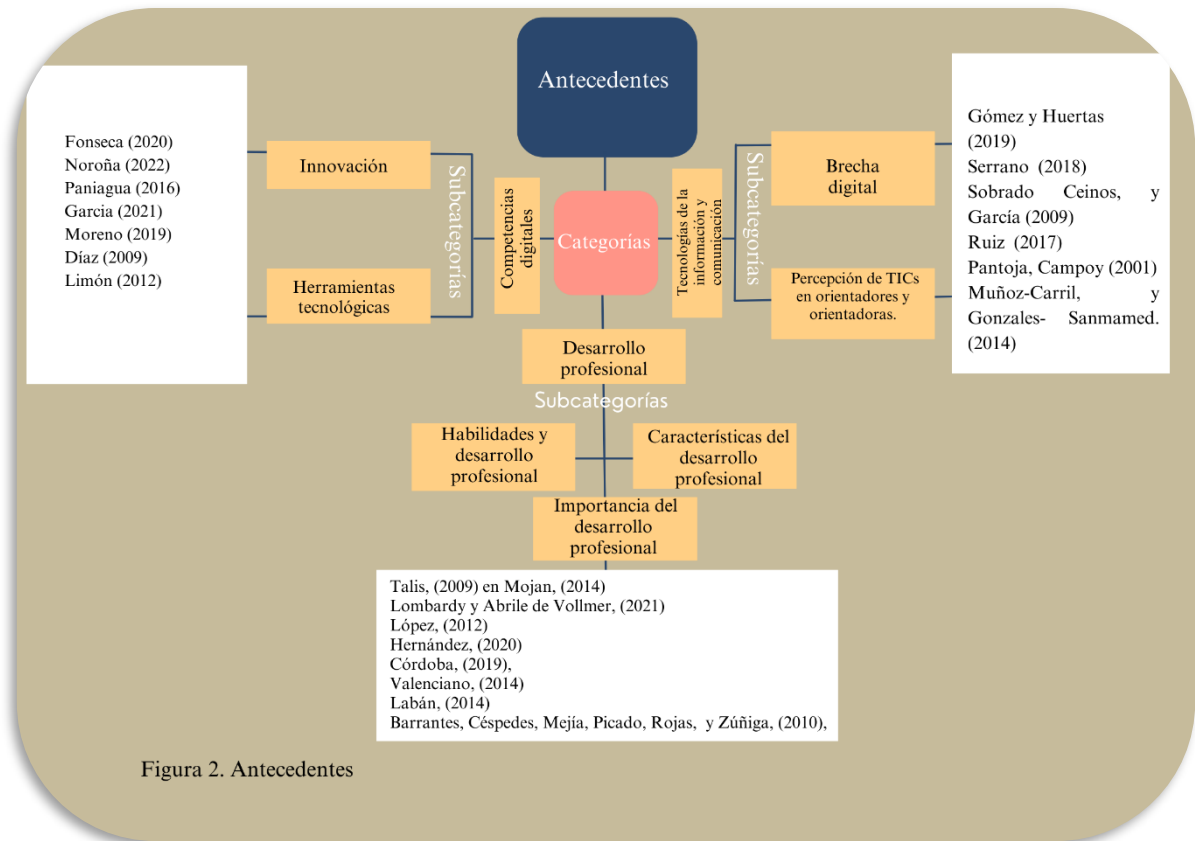 Antecedentes
Categorías
Competencias
digitales
Subcategorías
Innovación
Herramientas
tecnológicas
Fonseca (2020)
Noroña (2022)
Paniagua (2016)
Garcia (2021)
Moreno (2019)
Díaz (2009)
Limón (2012)
Tecnologías de la
información y
comunicación
Subcategorías
Brecha
digital
Percepción de TICs
en orientadores y
orientadoras.
Gómez y Huertas
(2019)
Serrano (2018)
Sobrado Ceinos, y
García (2009)
Ruiz (2017)
Pantoja, Campoy (2001)
Muñoz-Carril, y
Gonzales- Sanmamed.
(2014)
Desarrollo
profesional
Subcategorías
Habilidades y
desarrollo
profesional
Características del
desarrollo
profesional
Importancia del
desarrollo
profesional
Talis, (2009) en Mojan, (2014)
Lombardy y Abrile de Vollmer, (2021)
López, (2012)
Hernández, (2020)
Córdoba, (2019),
Valenciano, (2014)
Labán, (2014)
Barrantes, Céspedes, Mejía, Picado, Rojas, y Zúñiga, (2010),
Figura 2. Antecedentes